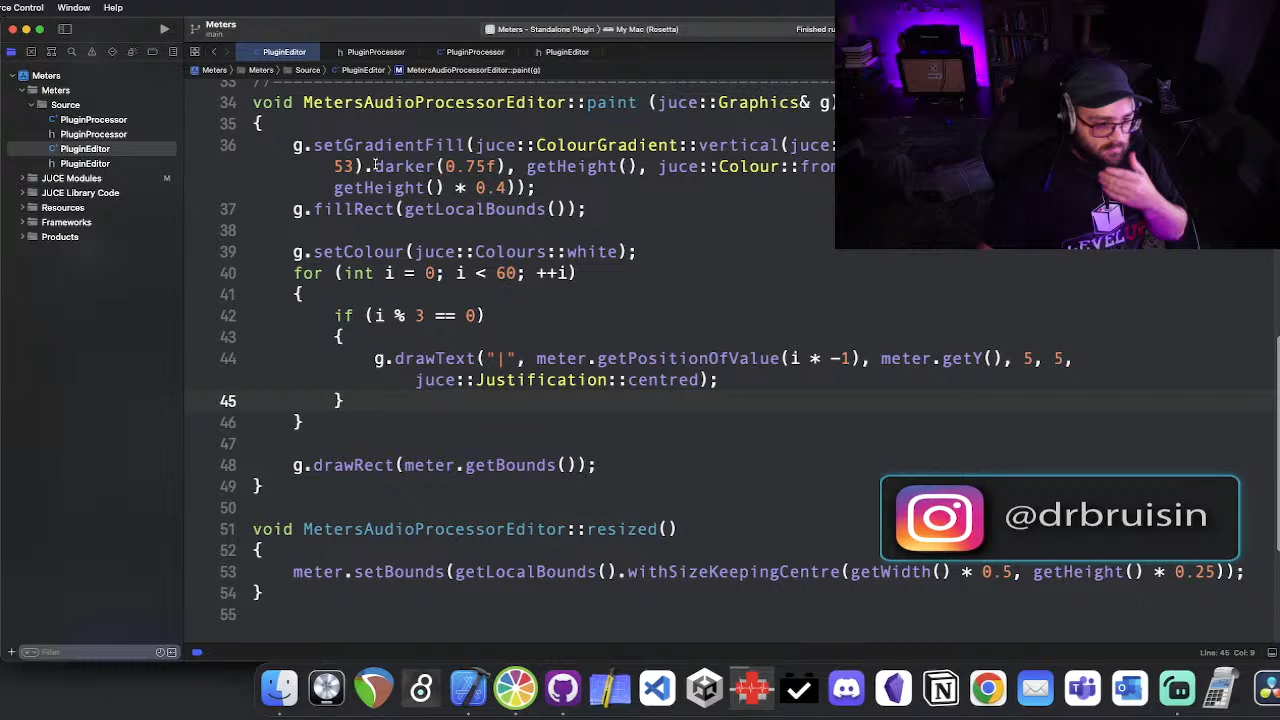 e Control Window Help
Meters
main
Meters - Standalone Plugin My Mac (Rosetta)
Finished ru
PluginEditor PluginProcessor PluginProcessor PluginEditor
Meters Meters Source PluginEditor MetersAudioProcessorEditor::paint(g)
Meters
Meters
Source
PluginProcessor
PluginProcessor
PluginEditor
PluginEditor
JUCE Modules M
JUCE Library Code
Resources
Frameworks
Products
33 //
34 void MetersAudioProcessorEditor::paint (juce::Graphics& g)
35 {
36 g.setGradientFill(juce::ColourGradient::vertical(juce:
53).darker(0.75f), getHeight(), juce::Colour::from
getHeight() * 0.4));
37 g.fillRect(getLocalBounds());
38
39 g.setColour(juce::Colours::white);
40 for (int i = 0; i < 60; ++i)
41 {
42 if (i % 3 == 0)
43 {
44 g.drawText("|", meter.getPositionOfValue(i * -1), meter.getY(), 5, 5,
juce::Justification::centred);
45 }
46 }
47
48 g.drawRect(meter.getBounds());
49 }
50
51 void MetersAudioProcessorEditor::resized()
52 {
53 meter.setBounds(getLocalBounds().withSizeKeepingCentre(getWidth() * 0.5, getHeight() * 0.25));
54 }
55
LEVEL UP
@drbruisin
Filter
Line: 45 Col: 9